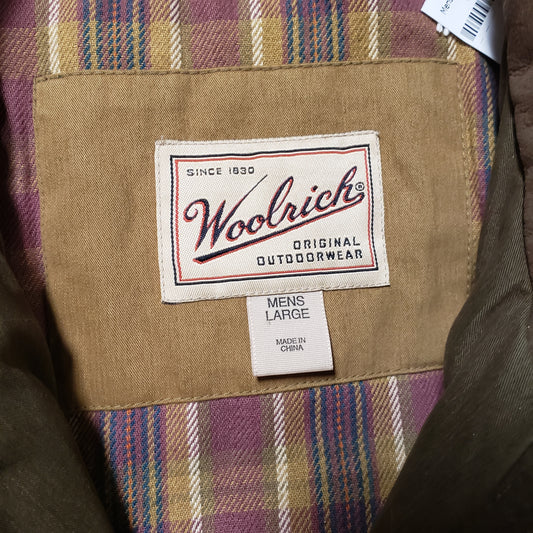 SINCE 1830
Woolrich®
ORIGINAL
OUTDOORWEAR
MENS
LARGE
MADE IN
CHINA